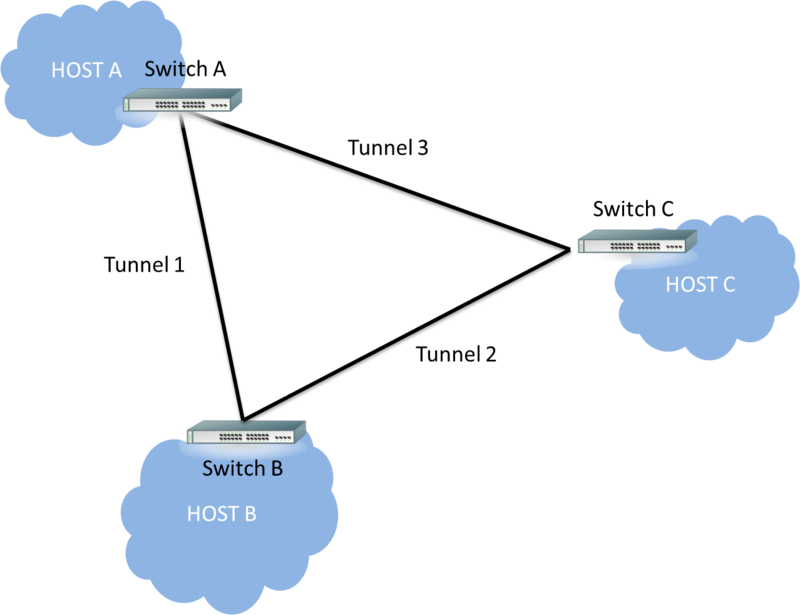 HOST A
Switch A
Tunnel 3
Switch C
Tunnel 1
HOST C
Tunnel 2
Switch B
HOST B